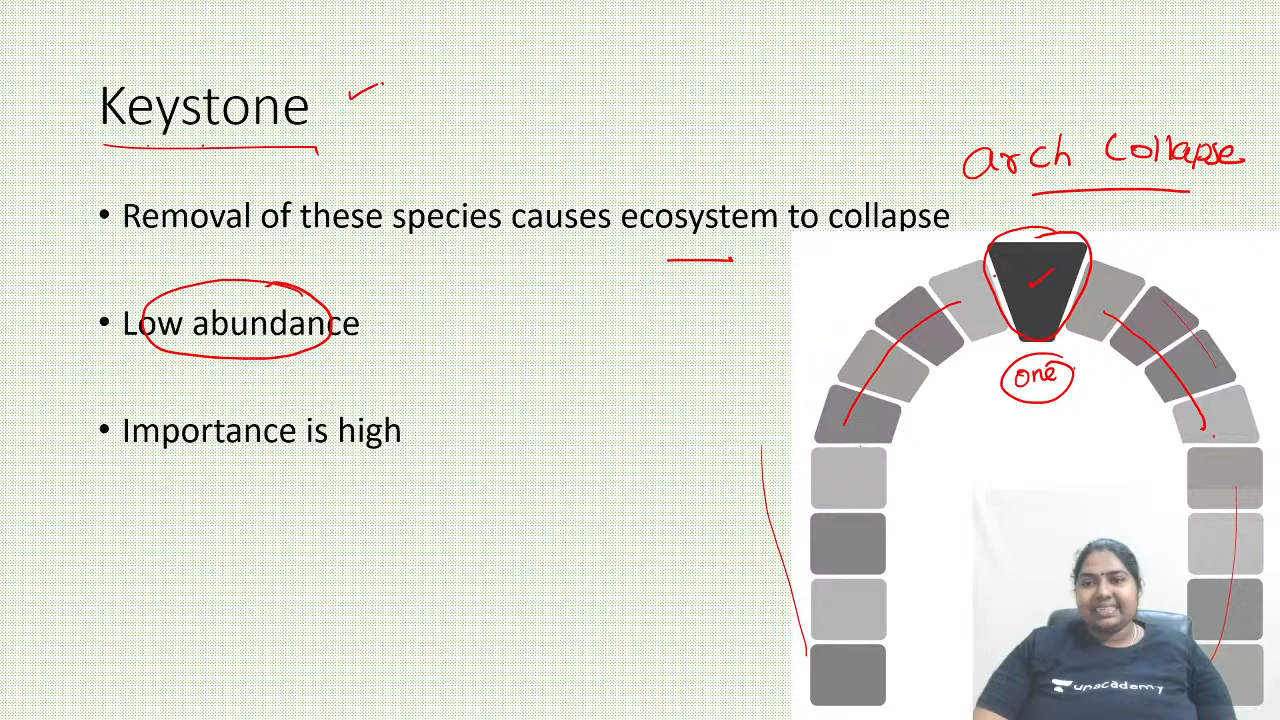 Keystone
arch Collapse
• Removal of these species causes ecosystem to collapse
• Low abundance
one
• Importance is high
unacademy